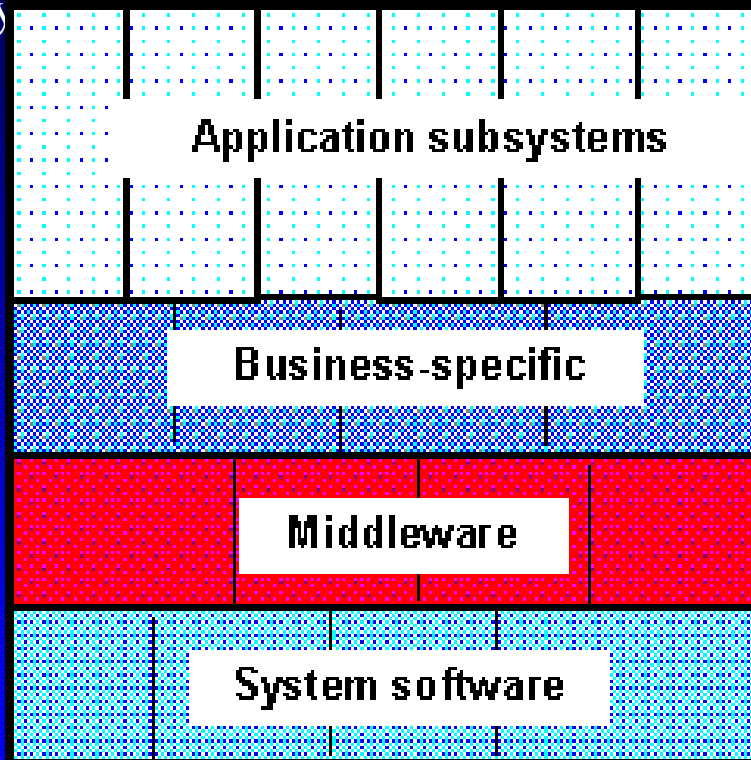 Application subsystems
Business-specific
Middleware
System software